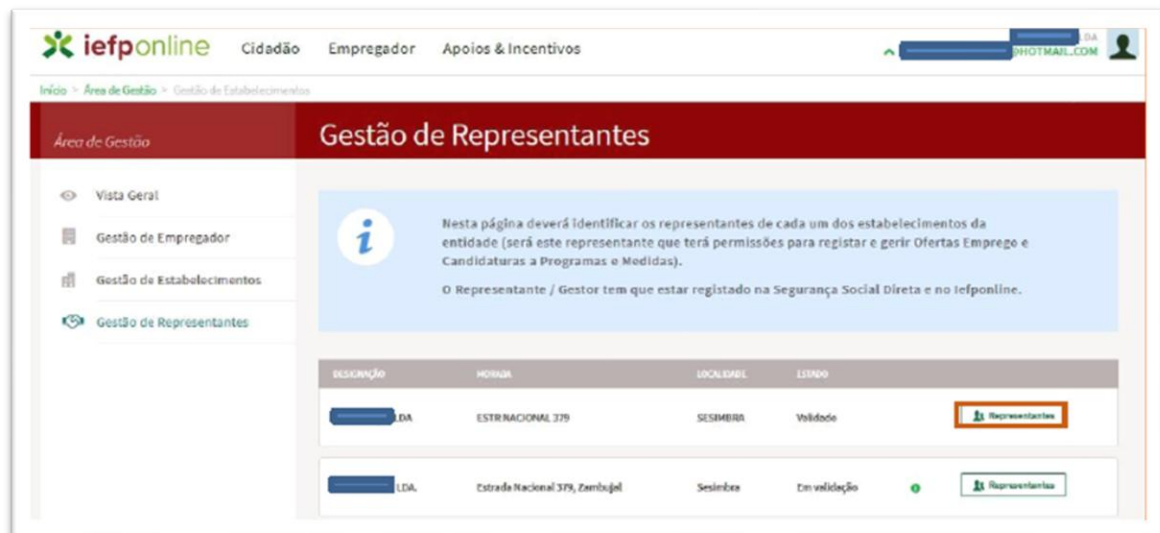 iefponline Cidadão Empregador Apoios & Incentivos
LDA
@HOTMAIL.COM
Início > Área de Gestão > Gestão de Estabelecimentos
Área de Gestão
Gestão de Representantes
Vista Geral
Gestão de Empregador
Gestão de Estabelecimentos
Gestão de Representantes
i
Nesta página deverá identificar os representantes de cada um dos estabelecimentos da
entidade (será este representante que terá permissões para registar e gerir Ofertas Emprego e
Candidaturas a Programas e Medidas).
O Representante / Gestor tem que estar registado na Segurança Social Direta e no Iefponline.
DESIGNAÇÃO MORADA LOCALIDADE ESTADO
LDA ESTR NACIONAL 379 SESIMBRA Validado Representantes
LDA. Estrada Nacional 379, Zambujal Sesimbra Em validação Representantes